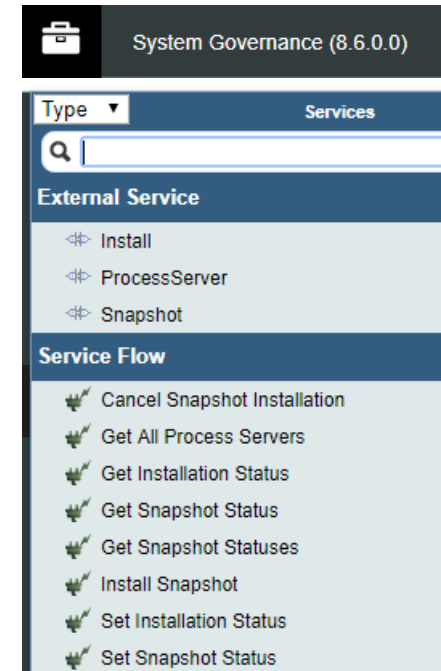 System Governance (8.6.0.0)
Type ▼ Services
External Service
Install
ProcessServer
Snapshot
Service Flow
Cancel Snapshot Installation
Get All Process Servers
Get Installation Status
Get Snapshot Status
Get Snapshot Statuses
Install Snapshot
Set Installation Status
Set Snapshot Status